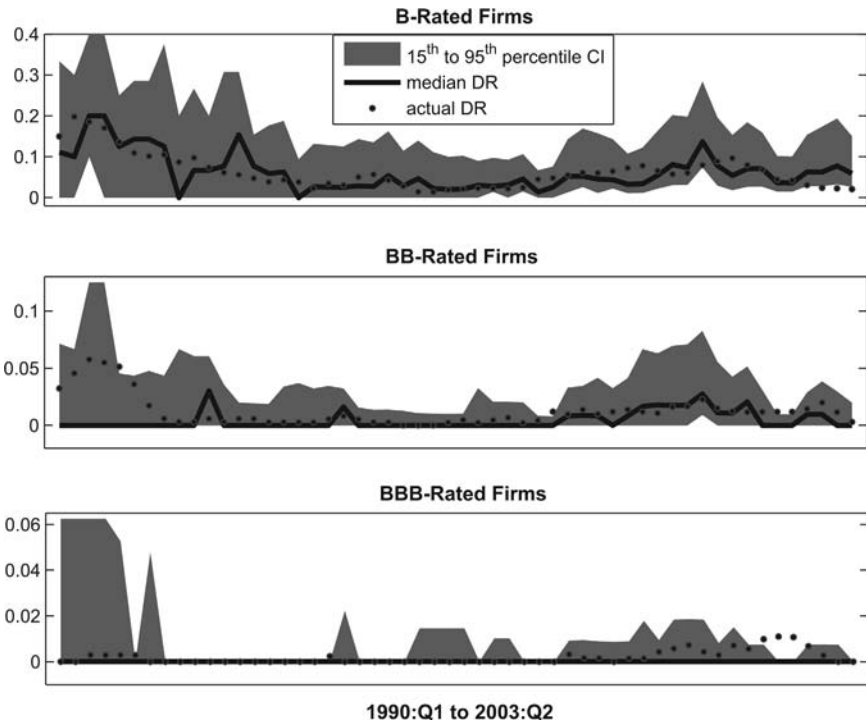 B-Rated Firms
0.4
0.3
0.2
0.1
0
15th to 95th percentile CI
median DR
actual DR
BB-Rated Firms
0.1
0.05
0
BBB-Rated Firms
0.06
0.04
0.02
0
1990:Q1 to 2003:Q2